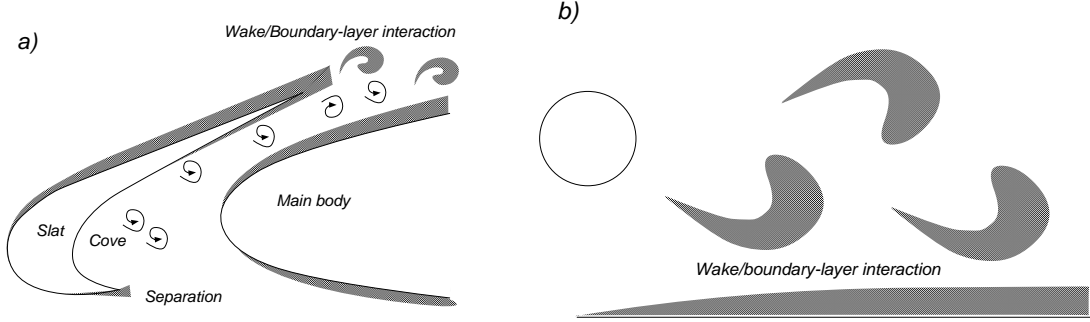 a)
Wake/Boundary-layer interaction
Slat
Cove
Main body
Separation
b)
Wake/boundary-layer interaction